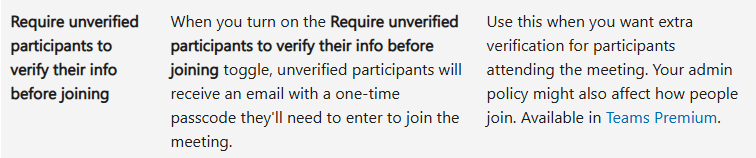 Require unverified
participants to
verify their info
before joining
When you turn on the Require unverified
participants to verify their info before
joining toggle, unverified participants will
receive an email with a one-time
passcode they'll need to enter to join the
meeting.
Use this when you want extra
verification for participants
attending the meeting. Your admin
policy might also affect how people
join. Available in Teams Premium.